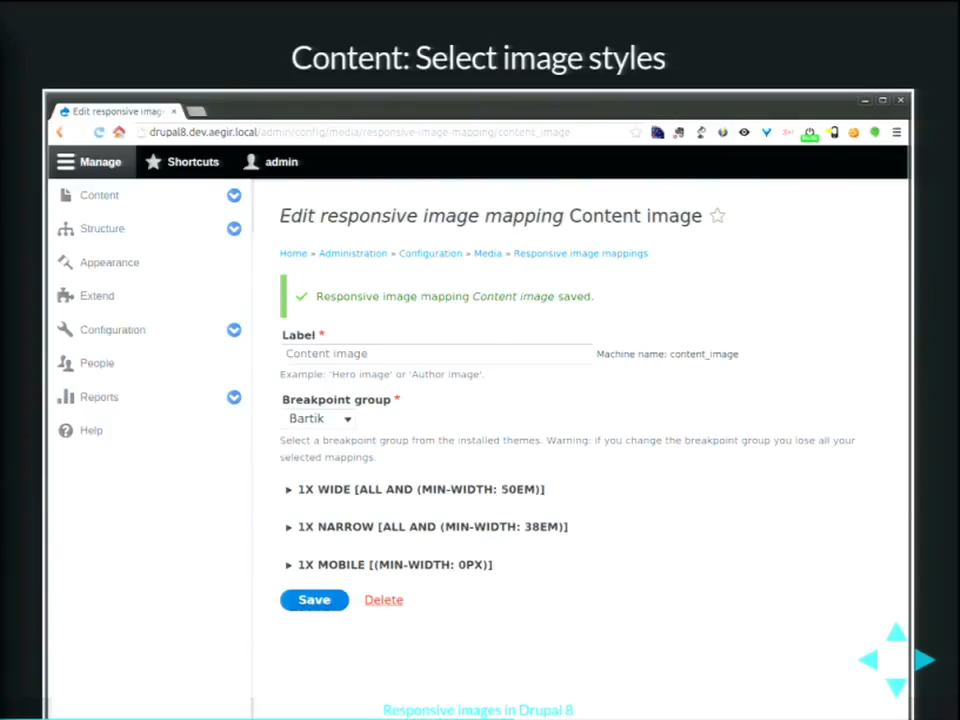 Content: Select image styles
Edit responsive imag
drupal8.dev.aegir.local/admin/config/media/responsive-image-mapping/content_image
Manage
Shortcuts
admin
Content
Structure
Appearance
Extend
Configuration
People
Reports
Help
Edit responsive image mapping Content image
Home » Administration » Configuration » Media » Responsive image mappings
Responsive image mapping Content image saved.
Label *
Content image
Machine name: content_image
Example: 'Hero image' or 'Author image'.
Breakpoint group *
Bartik
Select a breakpoint group from the installed themes. Warning: if you change the breakpoint group you lose all your
selected mappings.
1X WIDE [ALL AND (MIN-WIDTH: 50EM)]
1X NARROW [ALL AND (MIN-WIDTH: 38EM)]
1X MOBILE [(MIN-WIDTH: 0PX)]
Save
Delete
Responsive images in Drupal 8